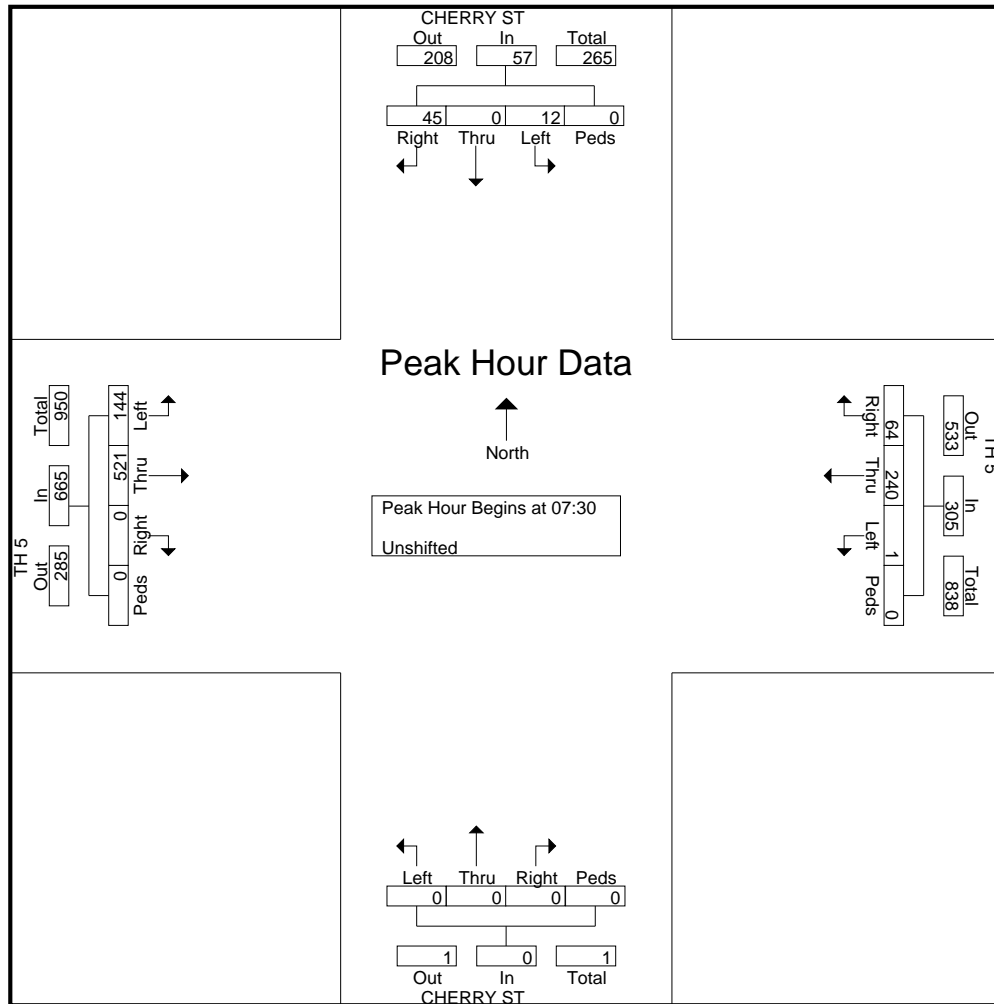 CHERRY ST
Out In Total
208 57 265
45 0 12 0
Right Thru Left Peds
Peak Hour Data
North
Peak Hour Begins at 07:30
Unshifted
TH 5
Out In Total
285 665 950
144 521 0 0
Left Thru Right Peds
TH 5
Out In Total
533 305 838
64 240 1 0
Right Thru Left Peds
Left Thru Right Peds
0 0 0 0
1 0 1
Out In Total
CHERRY ST